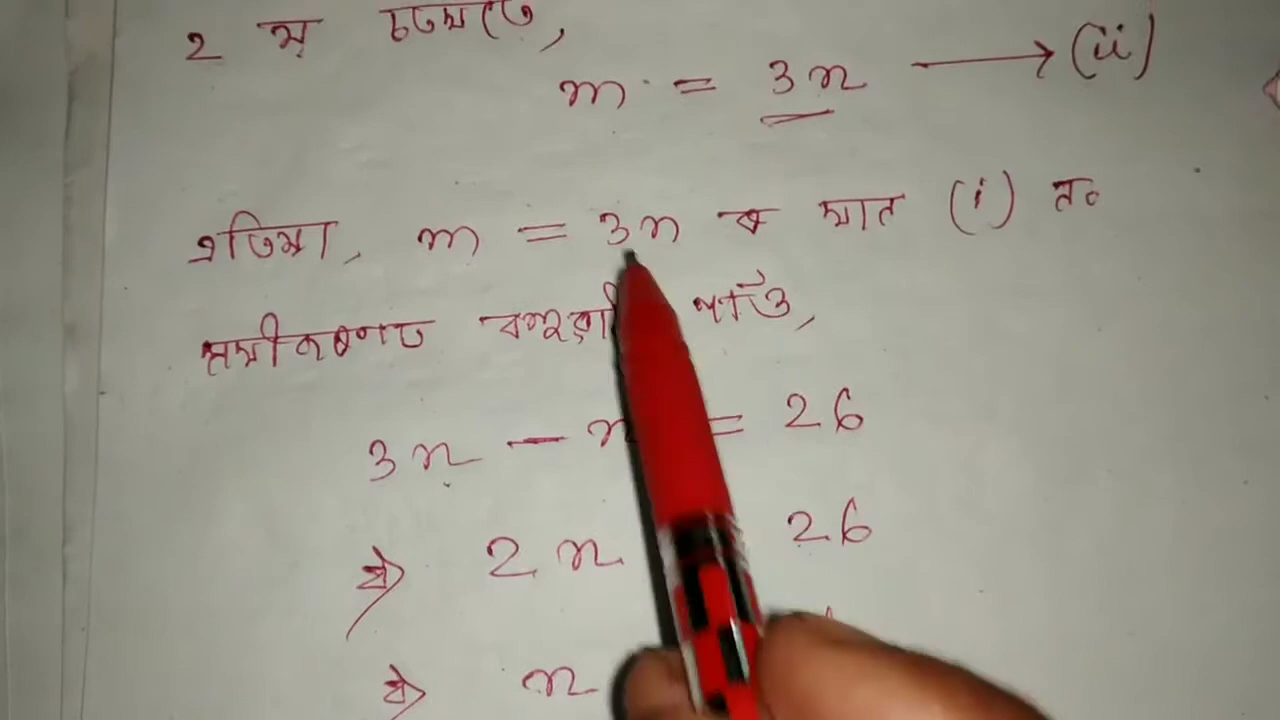 2 য় চৰ্তমতে,
m = 3n ⟶ (ii)
এতিয়া, m = 3n ৰ মান (i) নং
সমীকৰণত বহুৱাই পাওঁ,
3n − n = 26
⇒ 2n 26
⇒ n